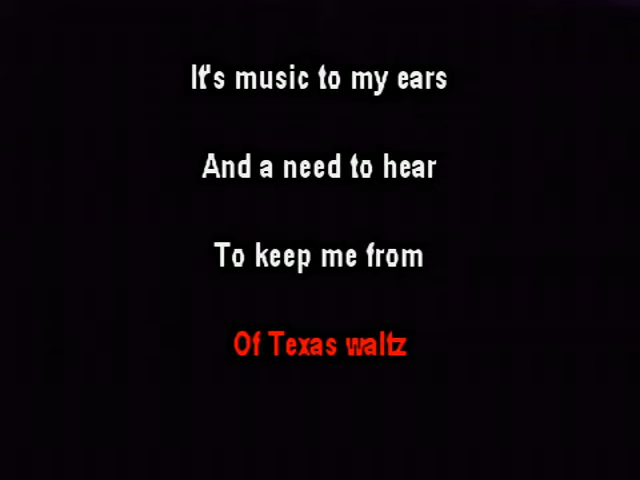 It's music to my ears
And a need to hear
To keep me from
Of Texas waltz